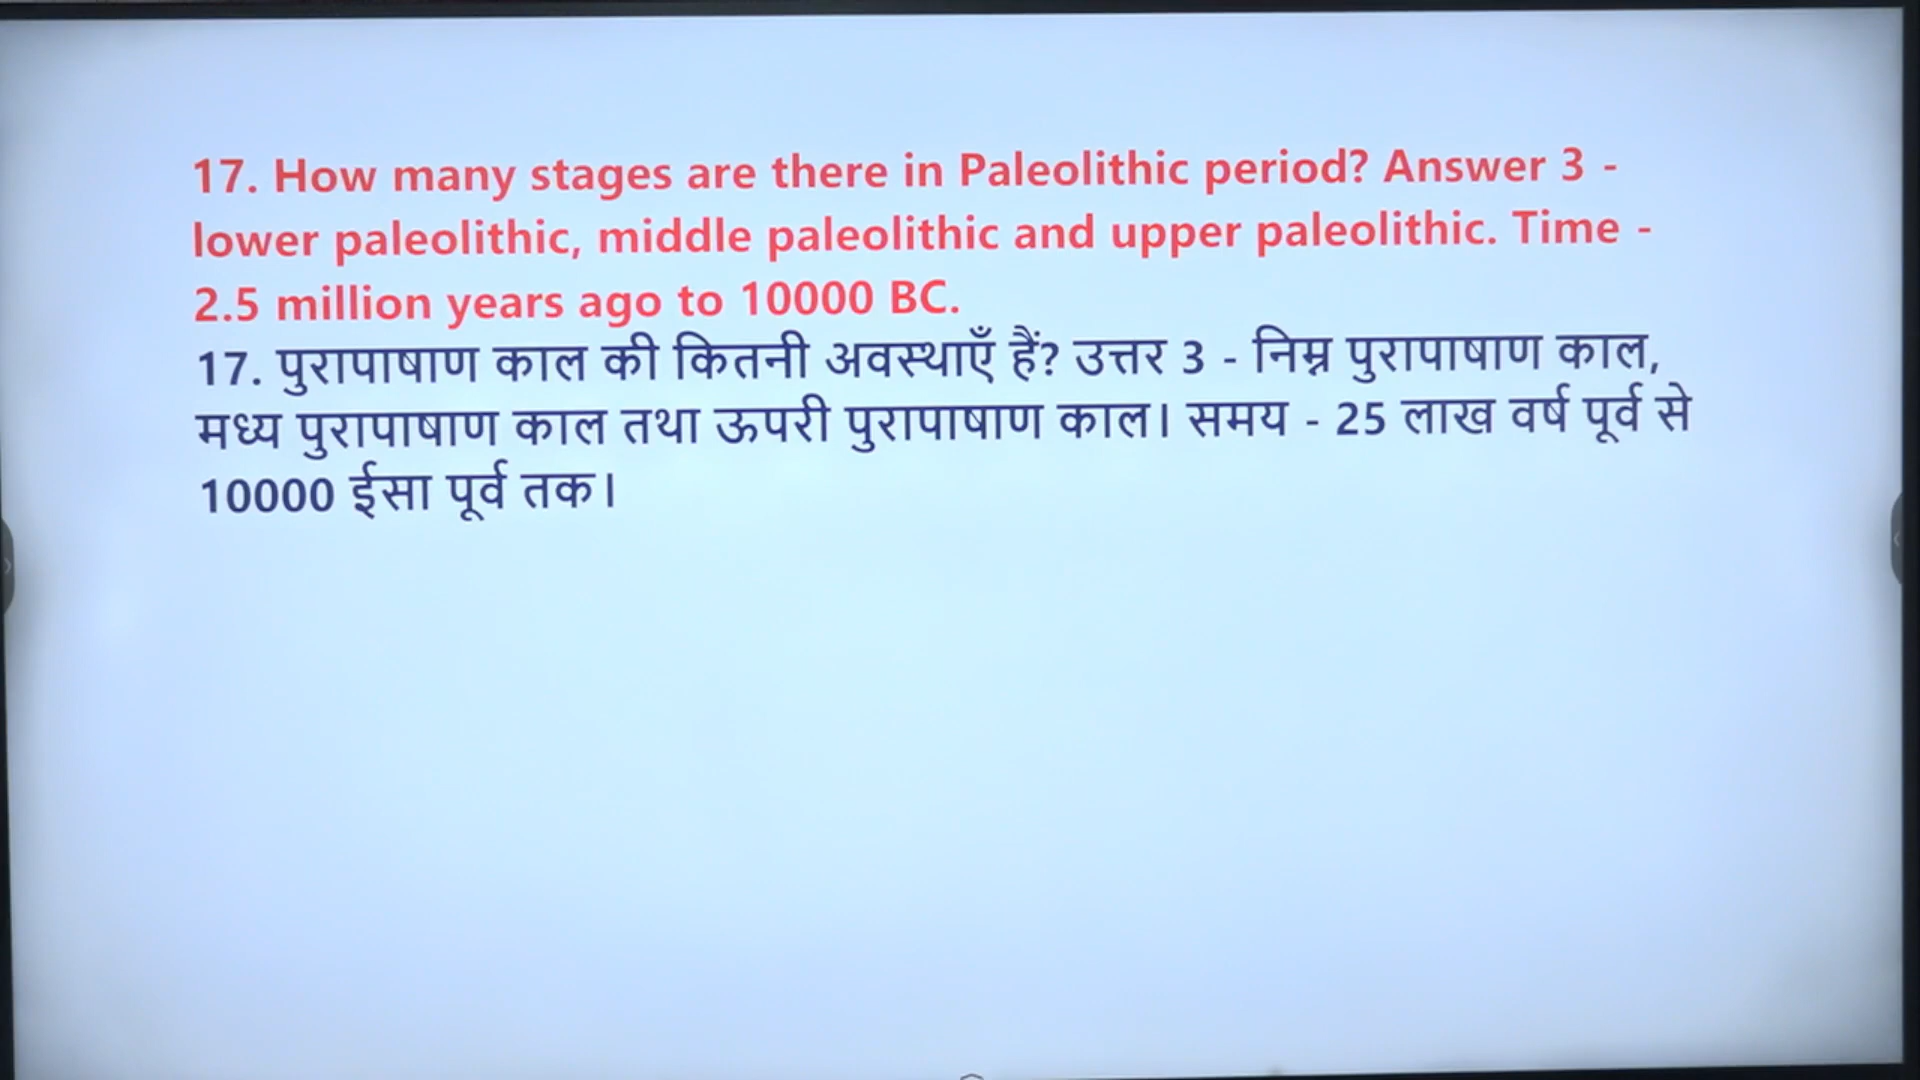 17. How many stages are there in Paleolithic period? Answer 3 -
lower paleolithic, middle paleolithic and upper paleolithic. Time -
2.5 million years ago to 10000 BC.
17. पुरापाषाण काल की कितनी अवस्थाएँ हैं? उत्तर 3 - निम्न पुरापाषाण काल,
मध्य पुरापाषाण काल तथा ऊपरी पुरापाषाण काल। समय - 25 लाख वर्ष पूर्व से
10000 ईसा पूर्व तक।